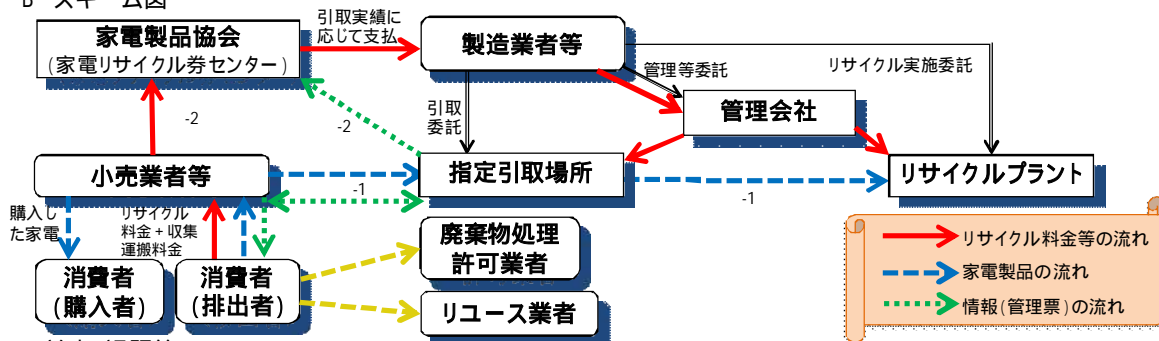 B スキーム図
家電製品協会
(家電リサイクル券センター)
引取実績に
応じて支払
製造業者等
管理等委託
リサイクル実施委託
管理会社
引取
委託
-2
-2
小売業者等
-1
指定引取場所
-1
リサイクルプラント
購入し
た家電
リサイクル
料金+収集
運搬料金
消費者
(購入者)
消費者
(排出者)
廃棄物処理
許可業者
リユース業者
リサイクル料金等の流れ
家電製品の流れ
情報(管理票)の流れ